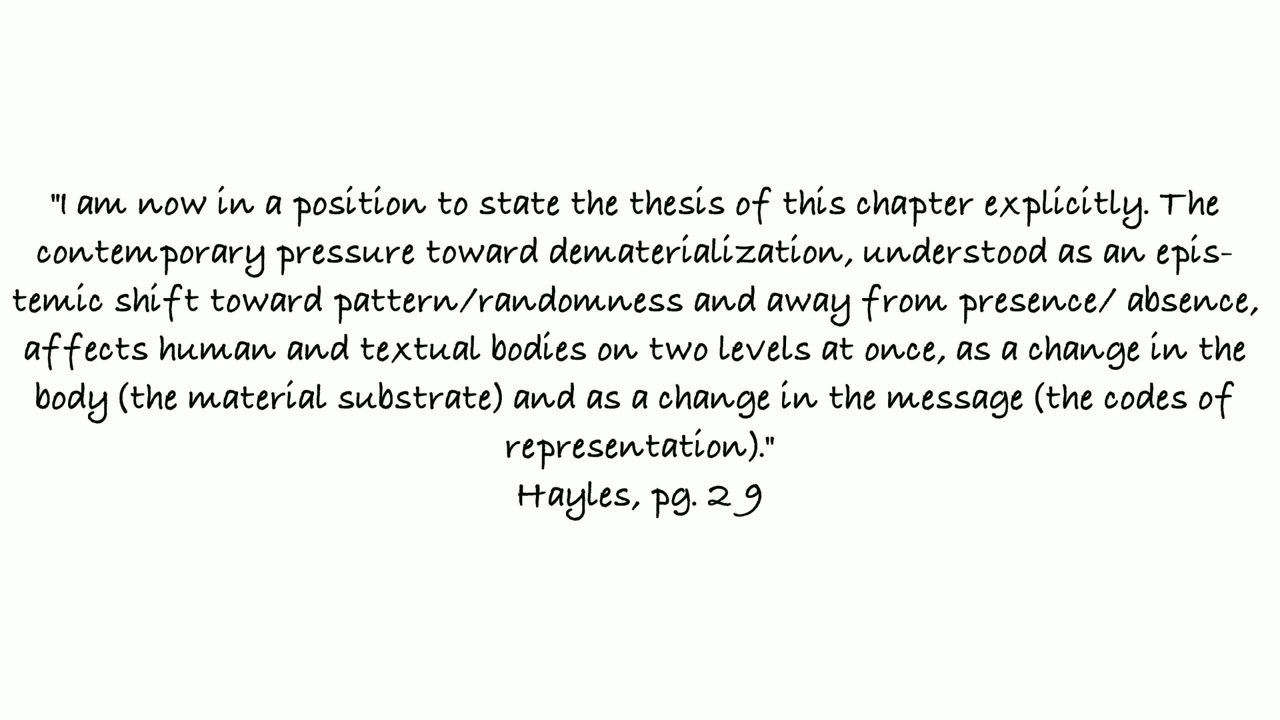 "I am now in a position to state the thesis of this chapter explicitly. The
contemporary pressure toward dematerialization, understood as an epis-
temic shift toward pattern/randomness and away from presence/ absence,
affects human and textual bodies on two levels at once, as a change in the
body (the material substrate) and as a change in the message (the codes of
representation)."
Hayles, pg. 29